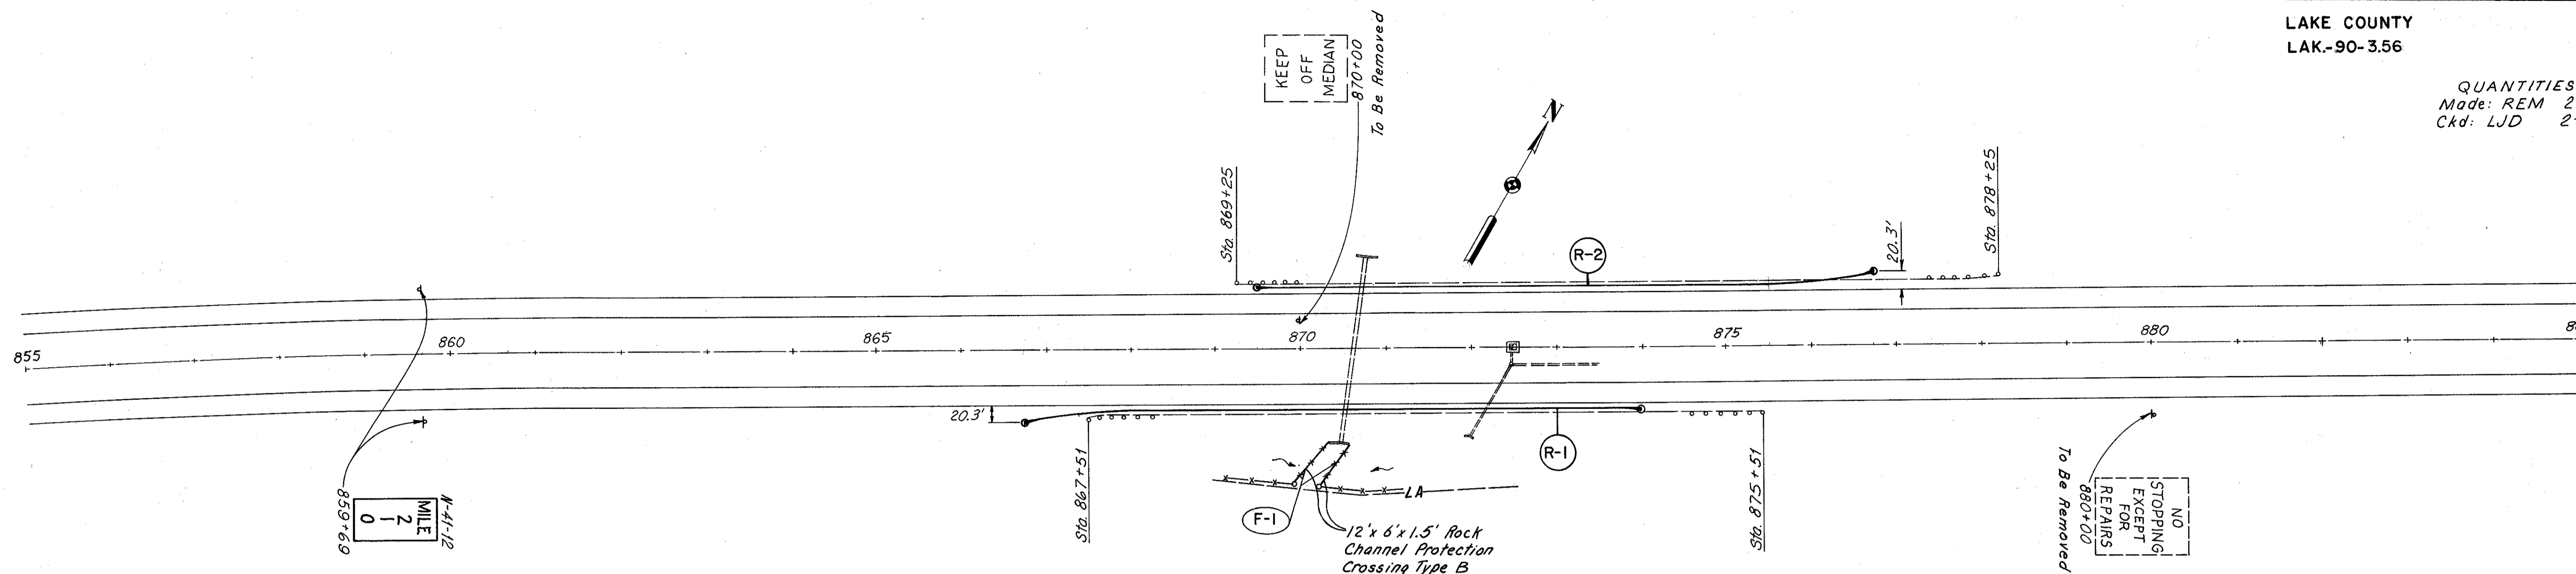 LAKE COUNTY
LAK.-90-3.56
QUANTITIES
Made: REM 2
Ckd: LJD 2-
KEEP
OFF
MEDIAN
870+00
To Be Removed
Sta. 869+25
N
R-2
20.3'
Sta. 878+25
855
860
865
870
875
880
20.3'
R-1
Sta. 867+51
Sta. 875+51
LA
F-1
12'x 6'x 1.5' Rock
Channel Protection
Crossing Type B
N-41-12
MILE
2
1
0
859+69
NO
STOPPING
EXCEPT
FOR
REPAIRS
880+00
To Be Removed